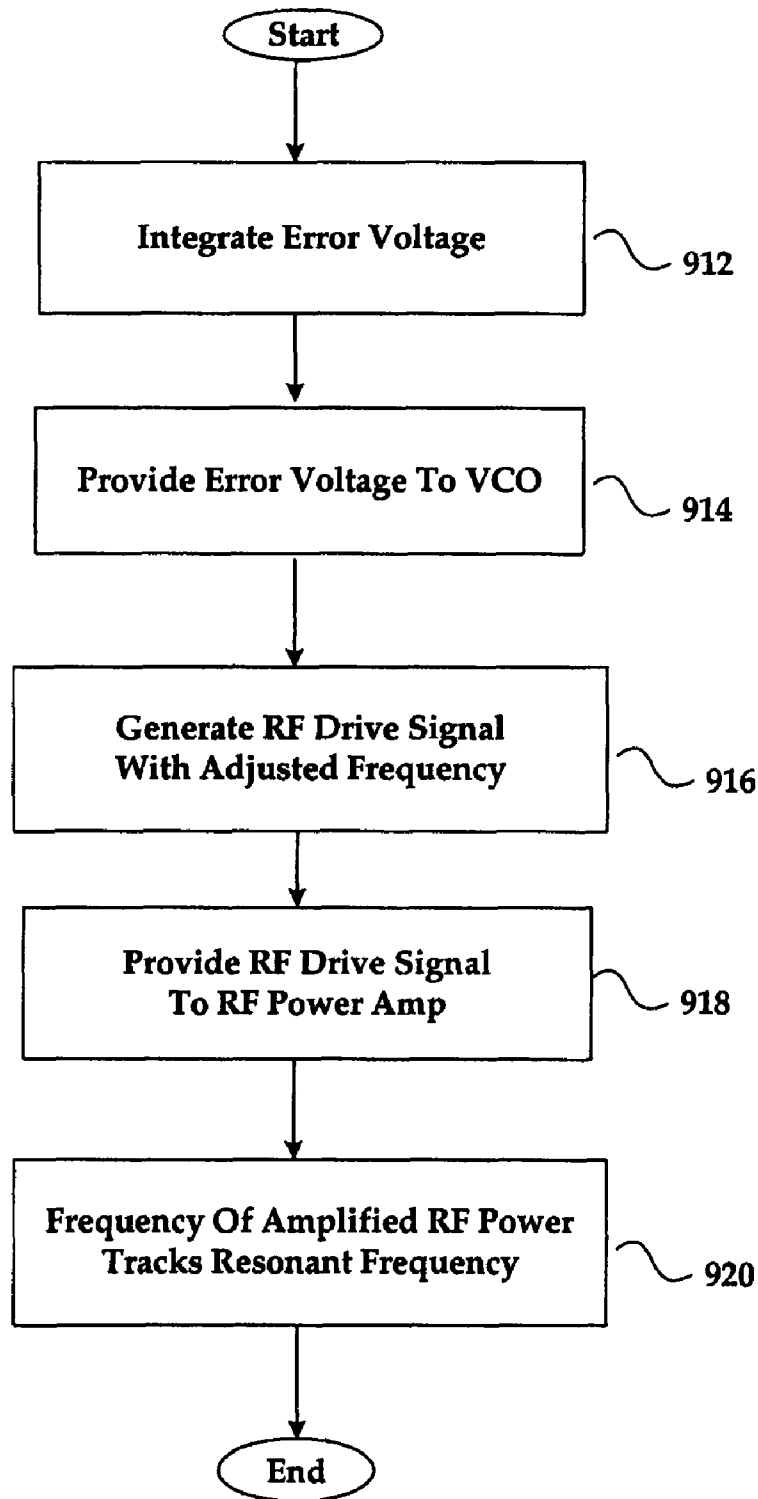 Start
Integrate Error Voltage
912
Provide Error Voltage To VCO
914
Generate RF Drive Signal
With Adjusted Frequency
916
Provide RF Drive Signal
To RF Power Amp
918
Frequency Of Amplified RF Power
Tracks Resonant Frequency
920
End